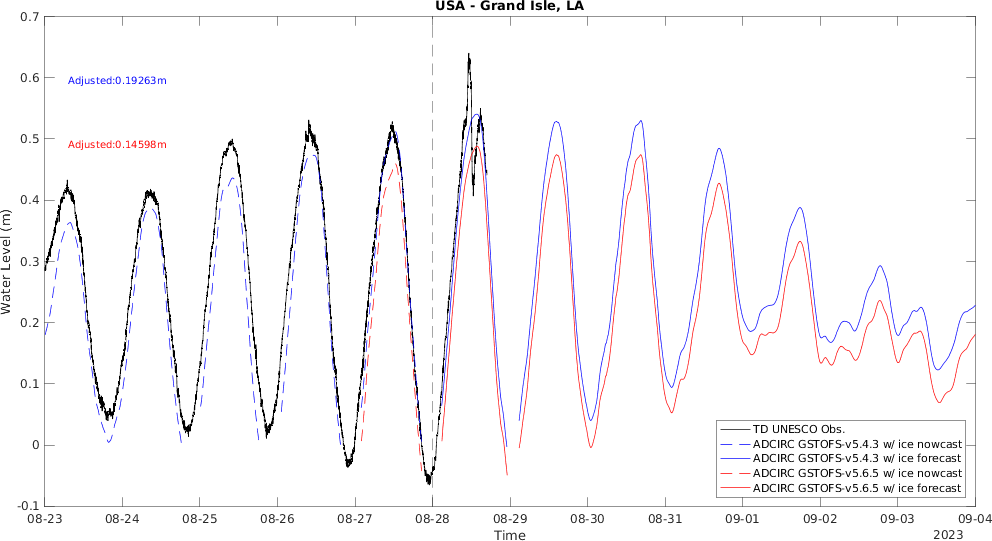 USA - Grand Isle, LA
0.7
0.6
0.5
0.4
0.3
0.2
0.1
0
-0.1
Water Level (m)
Adjusted:0.19263m
Adjusted:0.14598m
TD UNESCO Obs.
ADCIRC GSTOFS-v5.4.3 w/ ice nowcast
ADCIRC GSTOFS-v5.4.3 w/ ice forecast
ADCIRC GSTOFS-v5.6.5 w/ ice nowcast
ADCIRC GSTOFS-v5.6.5 w/ ice forecast
08-23 08-24 08-25 08-26 08-27 08-28 08-29 08-30 08-31 09-01 09-02 09-03 09-04
Time
2023